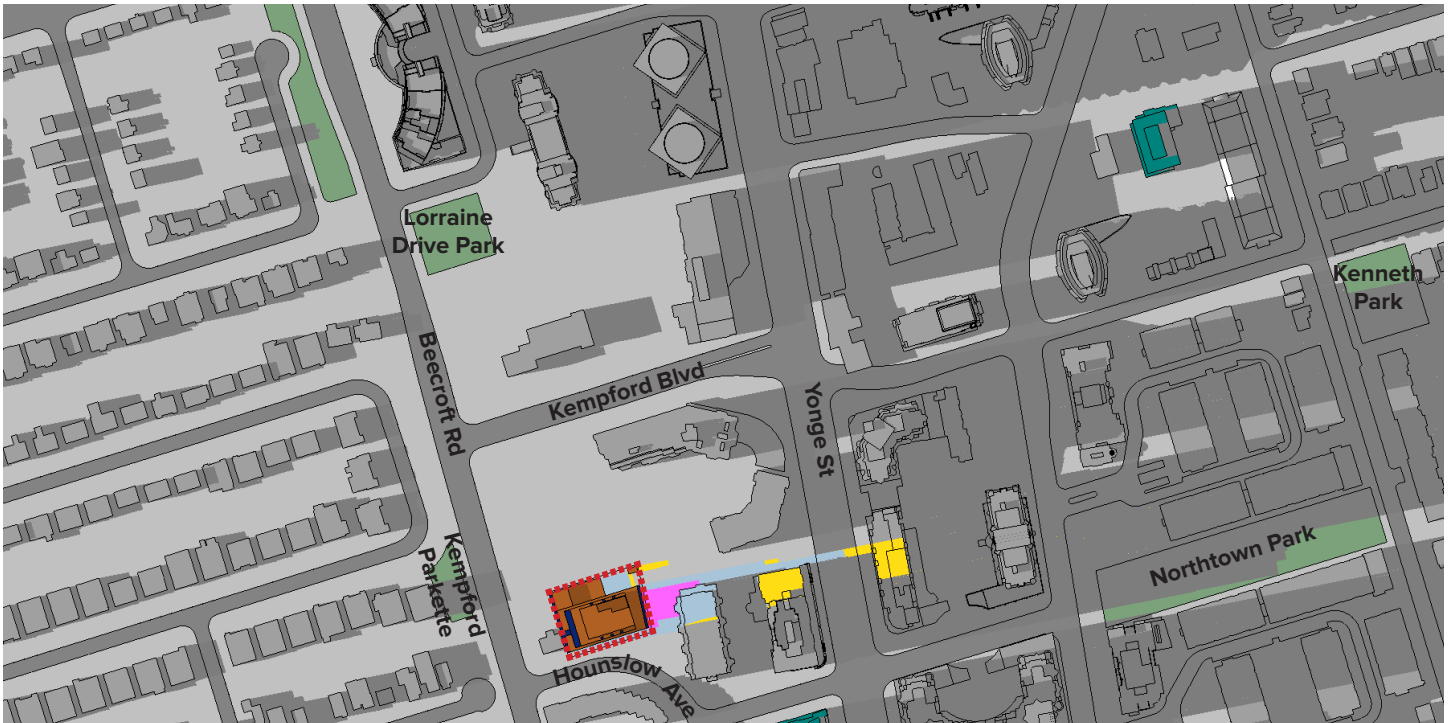 Lorraine
Drive Park
Kenneth
Park
Beecroft Rd
Kempford Blvd
Yonge St
Northtown Park
Kempford
Parkette
Hounslow Ave